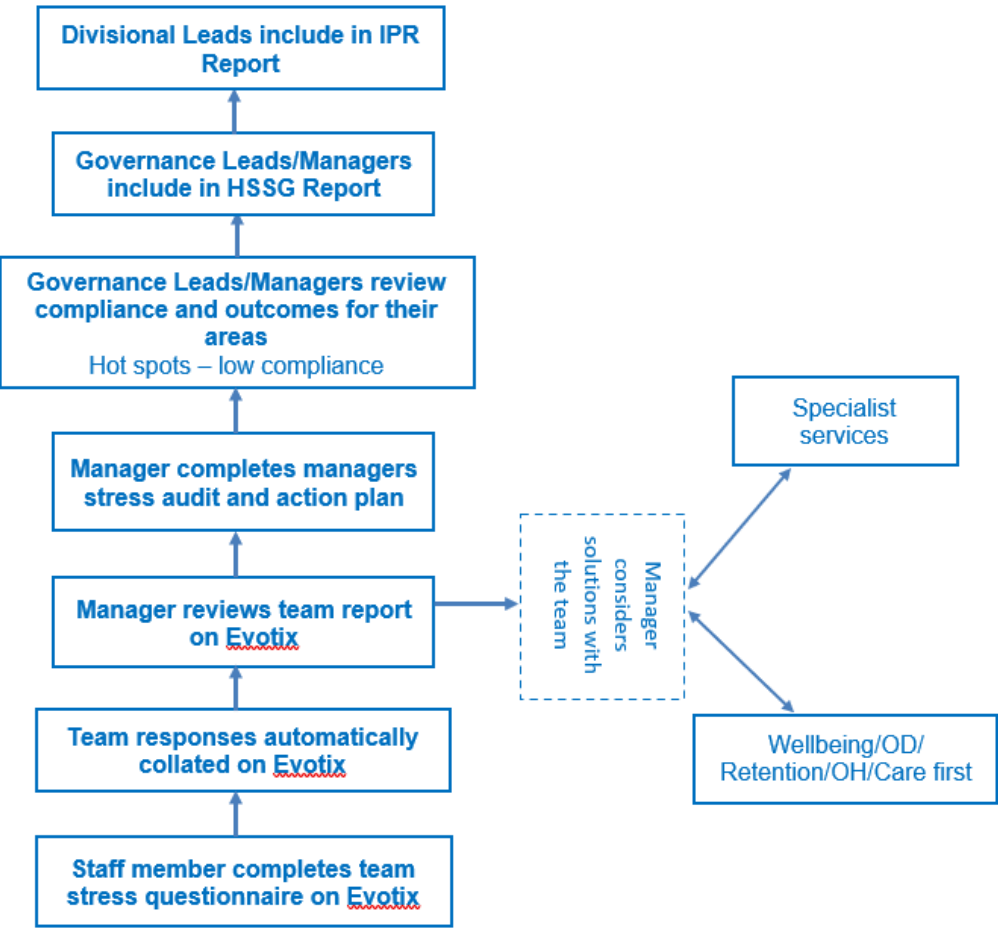 Divisional Leads include in IPR
Report
Governance Leads/Managers
include in HSSG Report
Governance Leads/Managers review
compliance and outcomes for their
areas
Hot spots – low compliance
Manager completes managers
stress audit and action plan
Manager reviews team report
on Evotix
Team responses automatically
collated on Evotix
Staff member completes team
stress questionnaire on Evotix
Manager
considers
solutions with
the team
Specialist
services
Wellbeing/OD/
Retention/OH/Care first